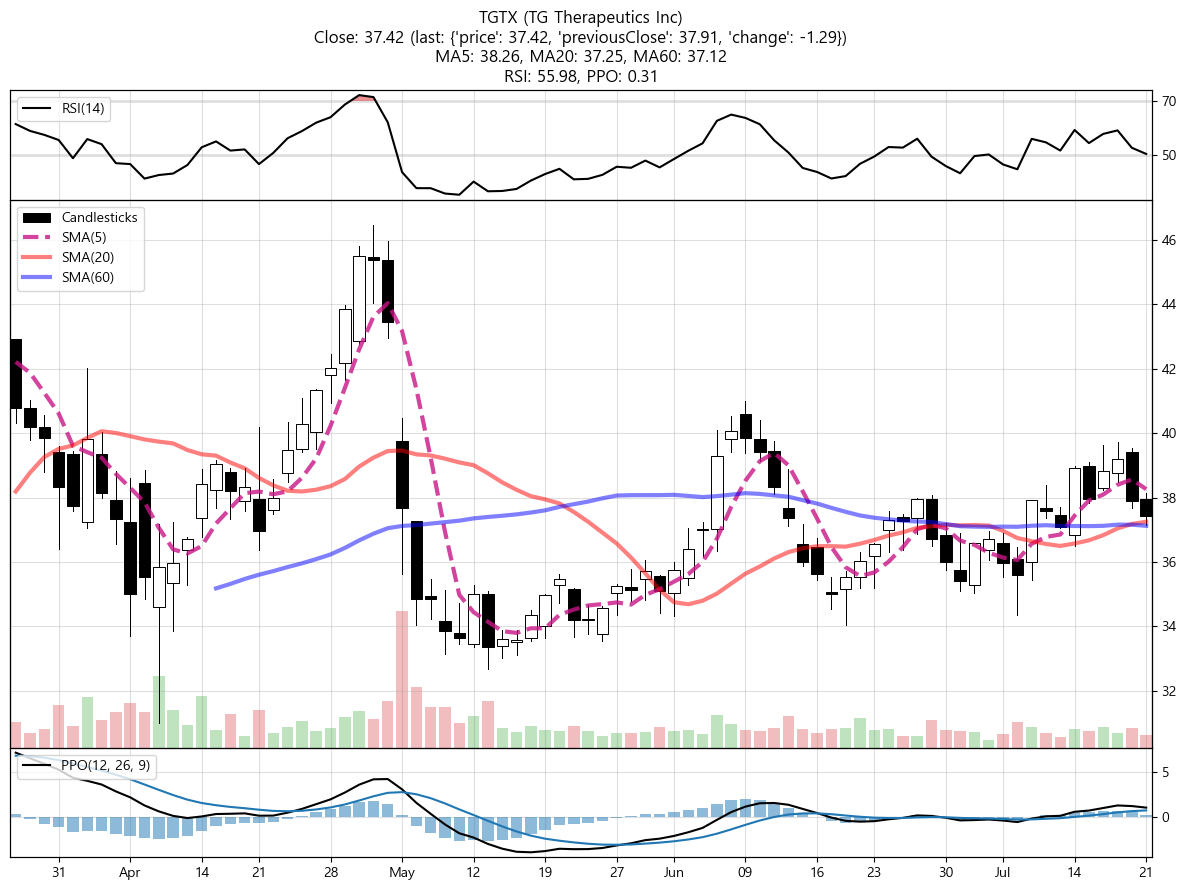 TGTX (TG Therapeutics Inc)
Close: 37.42 (last: {'price': 37.42, 'previousClose': 37.91, 'change': -1.29})
MA5: 38.26, MA20: 37.25, MA60: 37.12
RSI: 55.98, PPO: 0.31
RSI(14)
70
50
Candlesticks
SMA(5)
SMA(20)
SMA(60)
46
44
42
40
38
36
34
32
PPO(12, 26, 9)
5
0
31 Apr 14 21 28 May 12 19 27 Jun 09 16 23 30 Jul 14 21